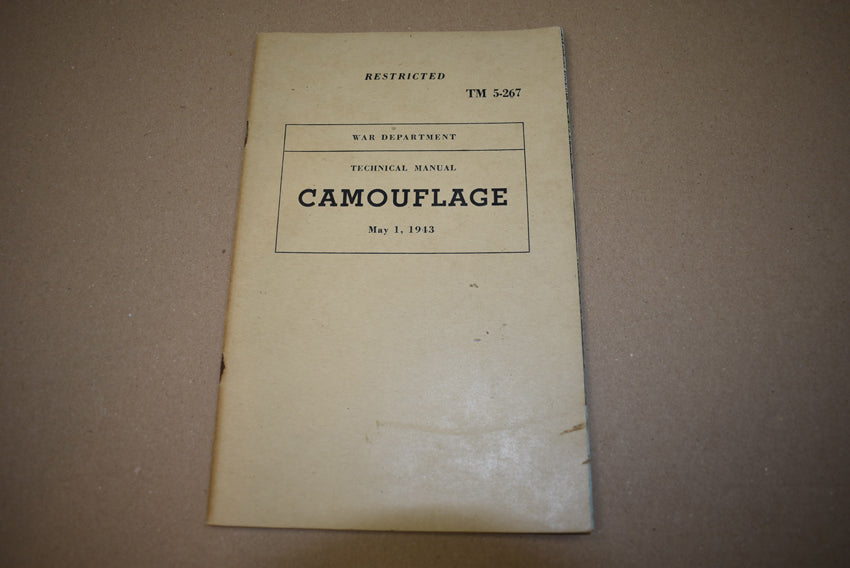 RESTRICTED
TM 5-267
WAR DEPARTMENT
TECHNICAL MANUAL
CAMOUFLAGE
May 1, 1943